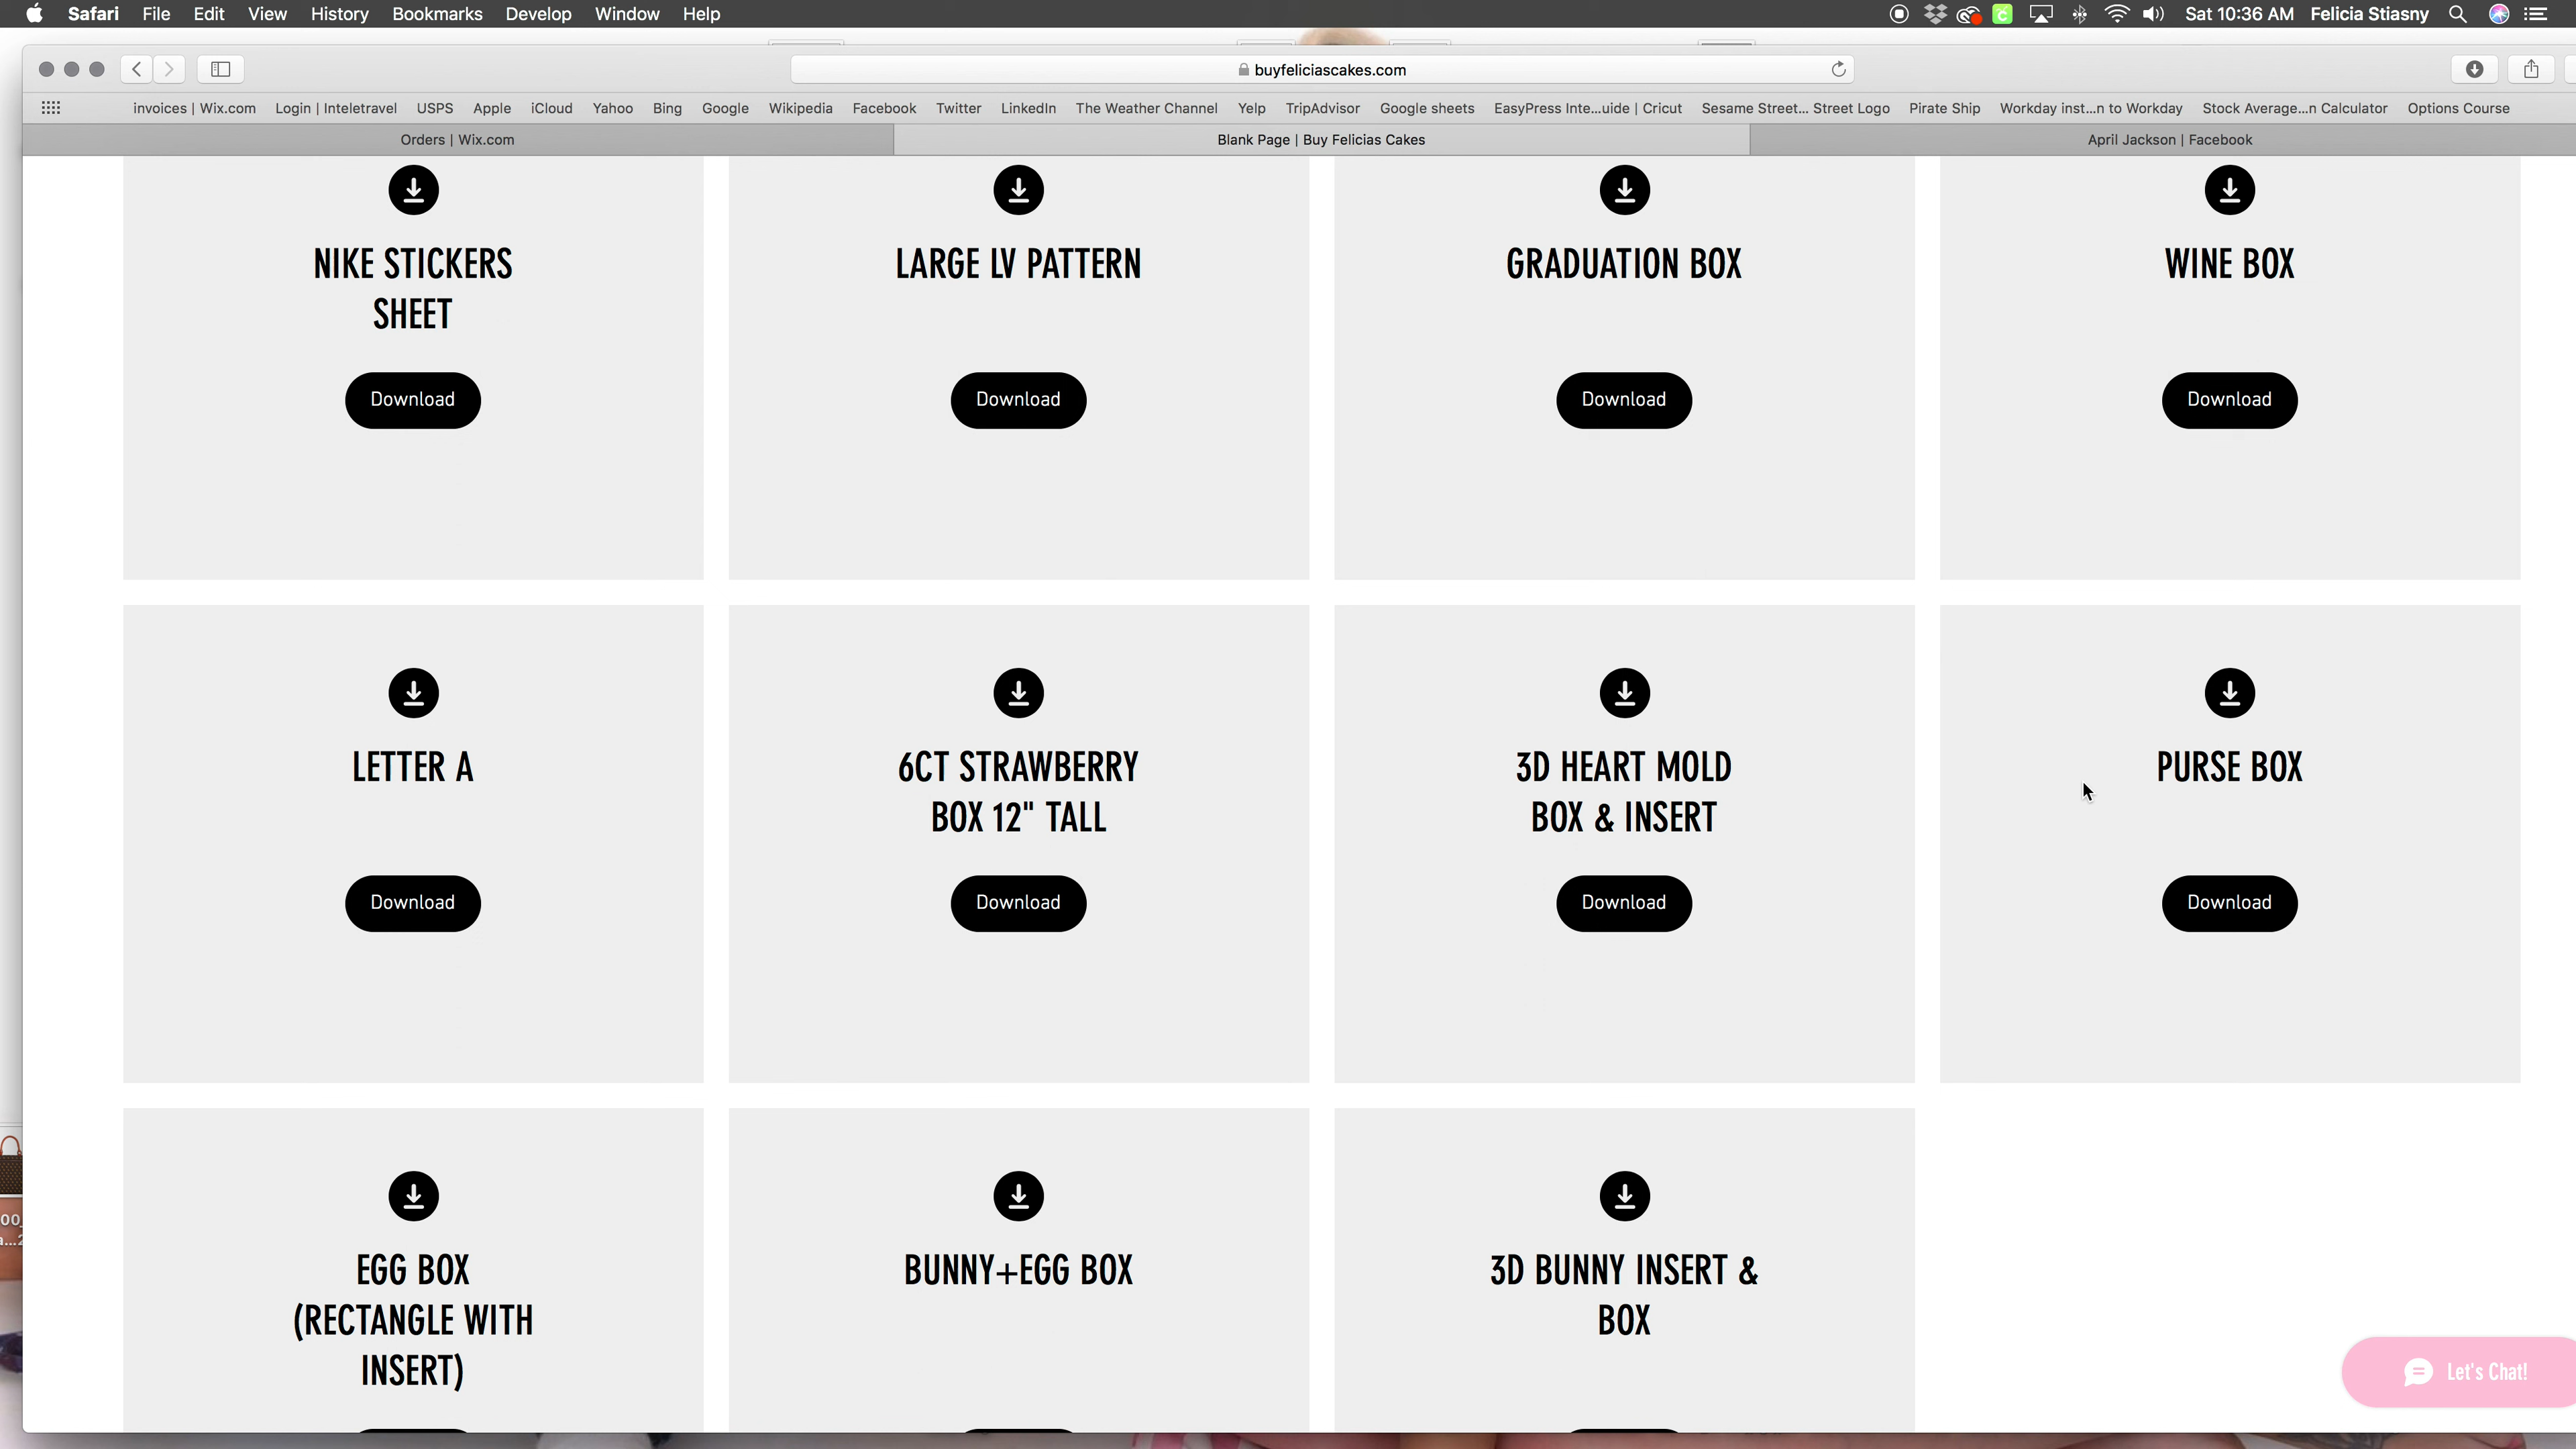 Safari File Edit View History Bookmarks Develop Window Help Sat 10:36 AM Felicia Stiasny
buyfeliciascakes.com
invoices | Wix.com Login | Inteletravel USPS Apple iCloud Yahoo Bing Google Wikipedia Facebook Twitter LinkedIn The Weather Channel Yelp TripAdvisor Google sheets EasyPress Inte...uide | Cricut Sesame Street... Street Logo Pirate Ship Workday inst...n to Workday Stock Average...n Calculator Options Course
Orders | Wix.com Blank Page | Buy Felicias Cakes April Jackson | Facebook
NIKE STICKERS
SHEET
Download
LARGE LV PATTERN
Download
GRADUATION BOX
Download
WINE BOX
Download
LETTER A
Download
6CT STRAWBERRY
BOX 12" TALL
Download
3D HEART MOLD
BOX & INSERT
Download
PURSE BOX
Download
EGG BOX
(RECTANGLE WITH
INSERT)
BUNNY+EGG BOX
3D BUNNY INSERT &
BOX
Let's Chat!